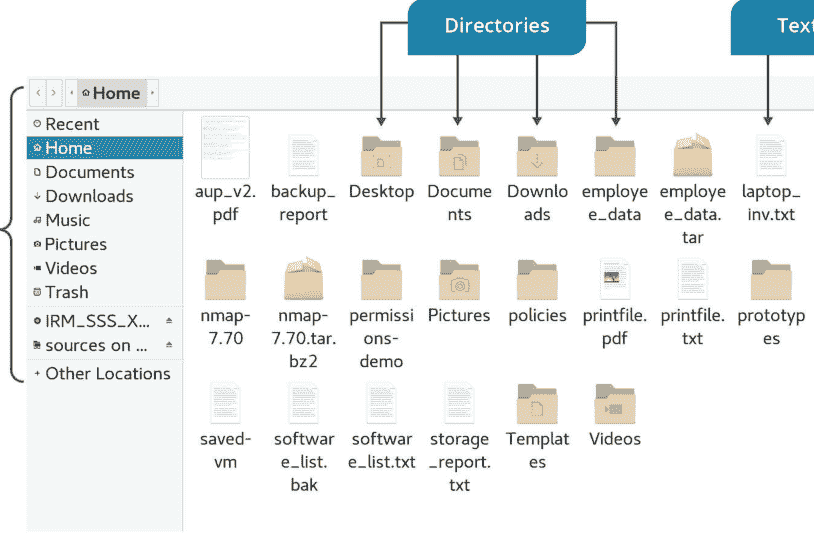 Directories
Text
Home
Recent
Home
Documents
Downloads
Music
Pictures
Videos
Trash
IRM_SSS_X...
sources on ...
Other Locations
aup_v2.
pdf
backup_
report
Desktop
Docume
nts
Downlo
ads
employe
e_data
employe
e_data.
tar
laptop_
inv.txt
nmap-
7.70
nmap-
7.70.tar.
bz2
permissi
ons-
demo
Pictures
policies
printfile.
pdf
printfile.
txt
prototyp
es
saved-
vm
softwar
e_list.
bak
softwar
e_list.txt
storage
_report.
txt
Templat
es
Videos